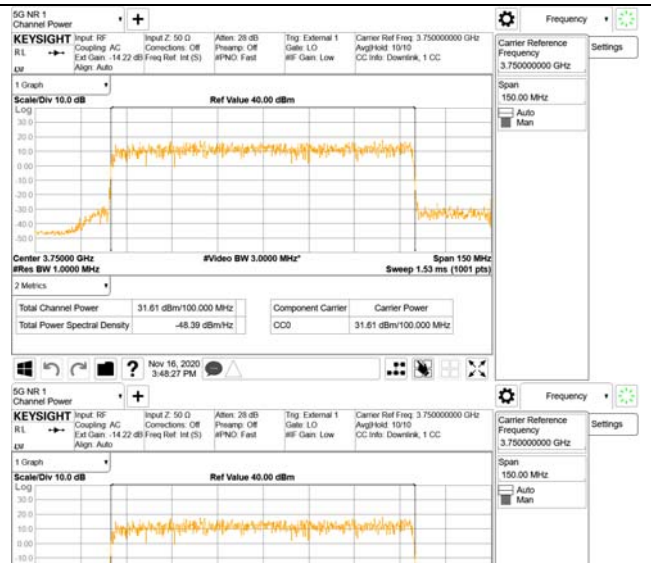 5G NR 1
Channel Power
+
Frequency
KEYSIGHT Input: RF Input Z: 50 Ω Atten: 28 dB Trig: External 1 Carrier Ref Freq: 3.750000000 GHz
RL Coupling: AC Corrections: Off Preamp: Off Gate: LO Avg|Hold: 10/10
Ext Gain: -14.22 dB Freq Ref: Int (S) #PNO: Fast #IF Gain: Low CC Info: Downlink, 1 CC
Align: Auto
Carrier Reference
Frequency
3.750000000 GHz
Settings
Span
150.00 MHz
Auto
Man
1 Graph
Scale/Div 10.0 dB Ref Value 40.00 dBm
Log
30.0
20.0
10.0
0.00
-10.0
-20.0
-30.0
-40.0
-50.0
Center 3.75000 GHz #Video BW 3.0000 MHz* Span 150 MHz
#Res BW 1.0000 MHz Sweep 1.53 ms (1001 pts)
2 Metrics
Total Channel Power 31.61 dBm/100.000 MHz Component Carrier Carrier Power
Total Power Spectral Density -48.39 dBm/Hz CC0 31.61 dBm/100.000 MHz
? Nov 16, 2020
3:48:27 PM
5G NR 1
Channel Power
+
Frequency
KEYSIGHT Input: RF Input Z: 50 Ω Atten: 28 dB Trig: External 1 Carrier Ref Freq: 3.750000000 GHz
RL Coupling: AC Corrections: Off Preamp: Off Gate: LO Avg|Hold: 10/10
Ext Gain: -14.22 dB Freq Ref: Int (S) #PNO: Fast #IF Gain: Low CC Info: Downlink, 1 CC
Align: Auto
Carrier Reference
Frequency
3.750000000 GHz
Settings
Span
150.00 MHz
Auto
Man
1 Graph
Scale/Div 10.0 dB Ref Value 40.00 dBm
Log
30.0
20.0
10.0
0.00
-10.0